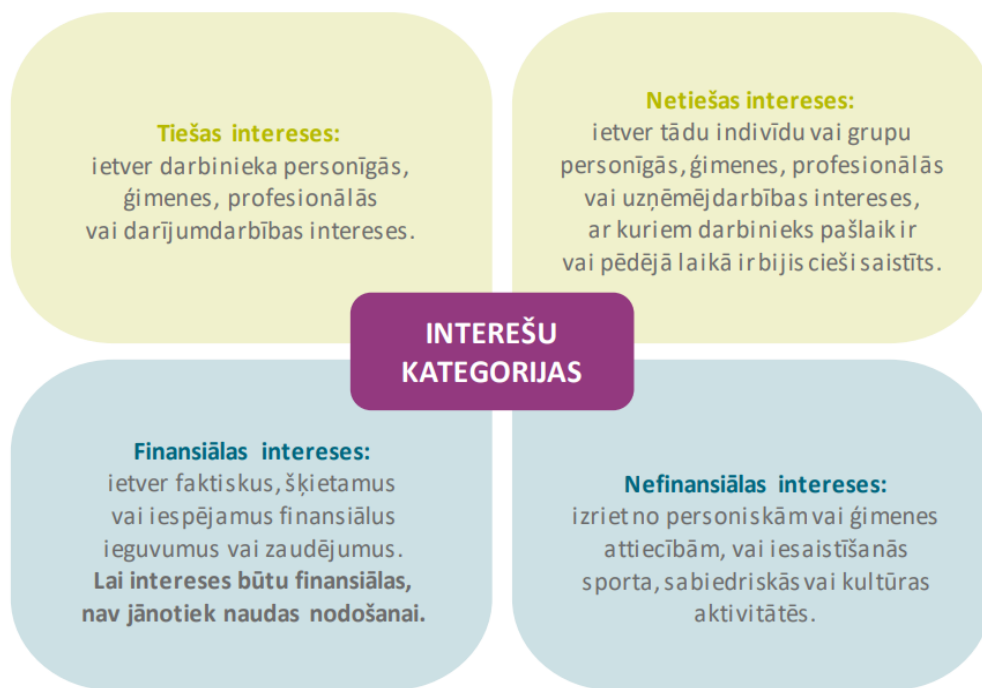 Tiešas intereses:
ietver darbinieka personīgās,
ģimenes, profesionālās
vai darījumdarbības intereses.
Netiešas intereses:
ietver tādu indivīdu vai grupu
personīgās, ģimenes, profesionālās
vai uzņēmējdarbības intereses,
ar kuriem darbinieks pašlaik ir
vai pēdējā laikā ir bijis cieši saistīts.
INTEREŠU
KATEGORIJAS
Finansiālas intereses:
ietver faktiskus, šķietamus
vai iespējamus finansiālus
ieguvumus vai zaudējumus.
Lai intereses būtu finansiālas,
nav jānotiek naudas nodošanai.
Nefinansiālas intereses:
izriet no personiskām vai ģimenes
attiecībām, vai iesaistīšanās
sporta, sabiedriskās vai kultūras
aktivitātēs.